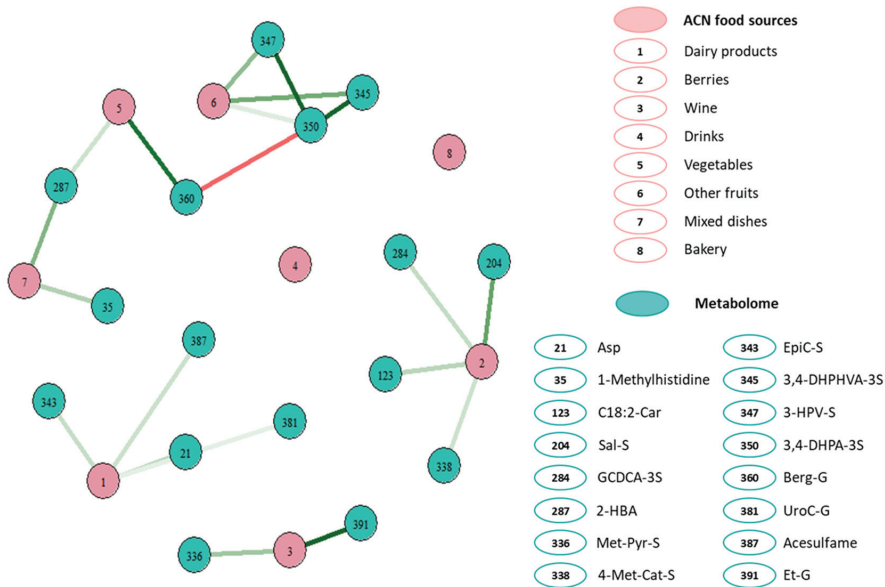 347
345
6
350
5
8
287
360
284
204
4
7
35
387
2
123
343
381
21
338
1
391
3
336
ACN food sources
1 Dairy products
2 Berries
3 Wine
4 Drinks
5 Vegetables
6 Other fruits
7 Mixed dishes
8 Bakery
Metabolome
21 Asp
35 1-Methylhistidine
123 C18:2-Car
204 Sal-S
284 GCDCA-3S
287 2-HBA
336 Met-Pyr-S
338 4-Met-Cat-S
343 EpiC-S
345 3,4-DHPHVA-3S
347 3-HPV-S
350 3,4-DHPA-3S
360 Berg-G
381 UroC-G
387 Acesulfame
391 Et-G